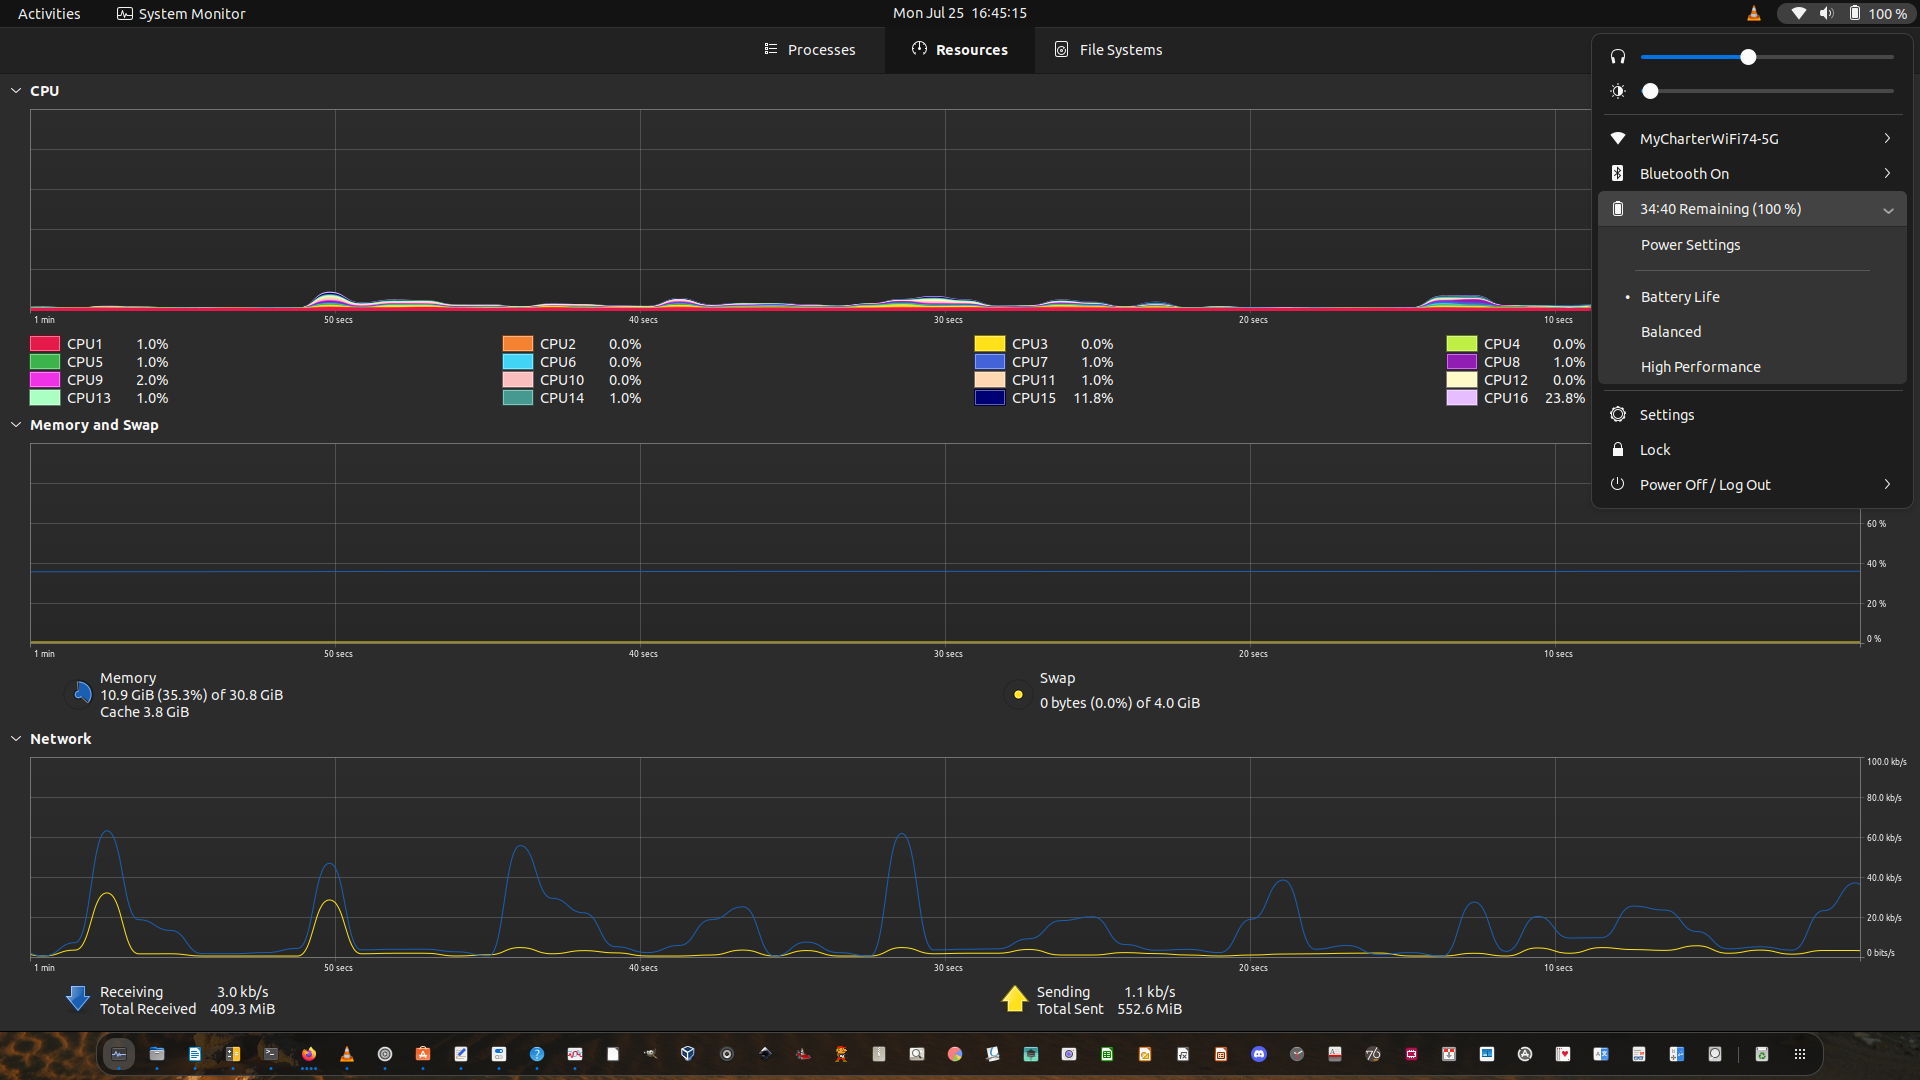 Activities System Monitor Mon Jul 25 16:45:15 100 %
Processes Resources File Systems
CPU
1 min 50 secs 40 secs 30 secs 20 secs 10 secs
CPU1 1.0% CPU2 0.0% CPU3 0.0% CPU4 0.0%
CPU5 1.0% CPU6 0.0% CPU7 1.0% CPU8 1.0%
CPU9 2.0% CPU10 0.0% CPU11 1.0% CPU12 0.0%
CPU13 1.0% CPU14 1.0% CPU15 11.8% CPU16 23.8%
MyCharterWiFi74-5G
Bluetooth On
34:40 Remaining (100 %)
Power Settings
• Battery Life
Balanced
High Performance
Settings
Lock
Power Off / Log Out
Memory and Swap
60 %
40 %
20 %
0 %
1 min 50 secs 40 secs 30 secs 20 secs 10 secs
Memory
10.9 GiB (35.3%) of 30.8 GiB
Cache 3.8 GiB
Swap
0 bytes (0.0%) of 4.0 GiB
Network
100.0 kb/s
80.0 kb/s
60.0 kb/s
40.0 kb/s
20.0 kb/s
0 bits/s
1 min 50 secs 40 secs 30 secs 20 secs 10 secs
Receiving 3.0 kb/s
Total Received 409.3 MiB
Sending 1.1 kb/s
Total Sent 552.6 MiB